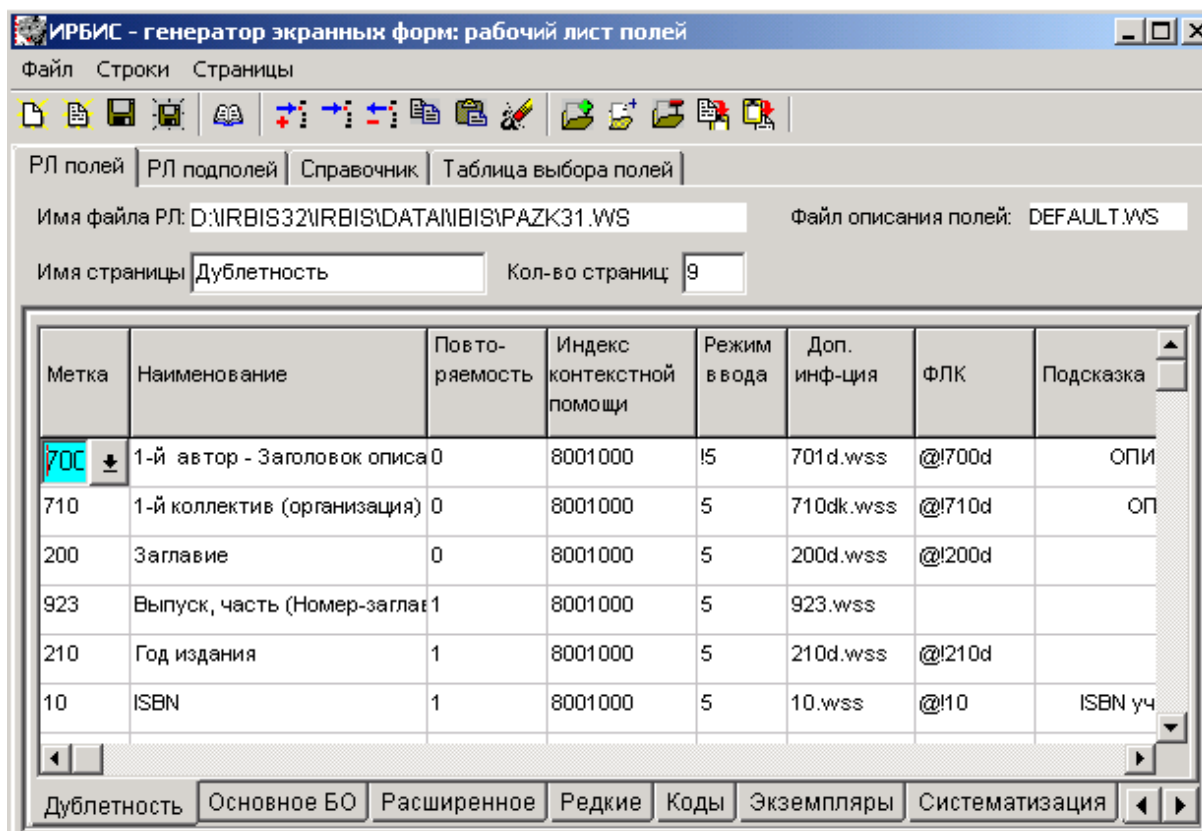 ИРБИС - генератор экранных форм: рабочий лист полей
Файл Строки Страницы
РЛ полей РЛ подполей Справочник Таблица выбора полей
Имя файла РЛ: D:\IRBIS32\IRBIS\DATAI\IBIS\PAZK31.WS Файл описания полей: DEFAULT.WS
Имя страницы Дублетность Кол-во страниц: 9
Метка Наименование Повто-ряемость Индекс контекстной помощи Режим ввода Доп. инф-ция ФЛК Подсказка
700 1-й автор - Заголовок описа 0 8001000 !5 701d.wss @!700d ОПИ
710 1-й коллектив (организация) 0 8001000 5 710dk.wss @!710d ОП
200 Заглавие 0 8001000 5 200d.wss @!200d
923 Выпуск, часть (Номер-заглав 1 8001000 5 923.wss
210 Год издания 1 8001000 5 210d.wss @!210d
10 ISBN 1 8001000 5 10.wss @!10 ISBN уч
Дублетность Основное БО Расширенное Редкие Коды Экземпляры Систематизация